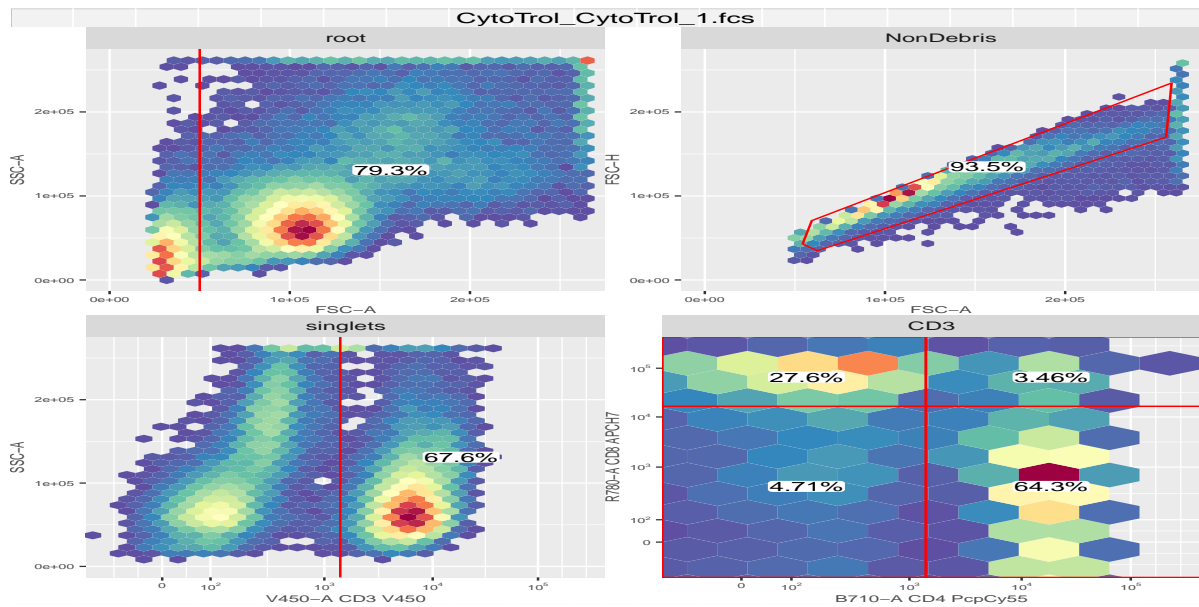 CytoTrol_CytoTrol_1.fcs
root
NonDebris
SSC-A
2e+05
1e+05
0e+00
79.3%
0e+00
1e+05
2e+05
FSC-A
FSC-H
2e+05
1e+05
0e+00
93.5%
0e+00
1e+05
2e+05
FSC-A
singlets
CD3
SSC-A
2e+05
1e+05
0e+00
67.6%
0
10²
10³
10⁴
10⁵
V450-A CD3 V450
R780-A CD8 APCH7
10⁵
10⁴
10³
10²
0
27.6%
3.46%
4.71%
64.3%
0
10²
10³
10⁴
10⁵
B710-A CD4 PcpCy55